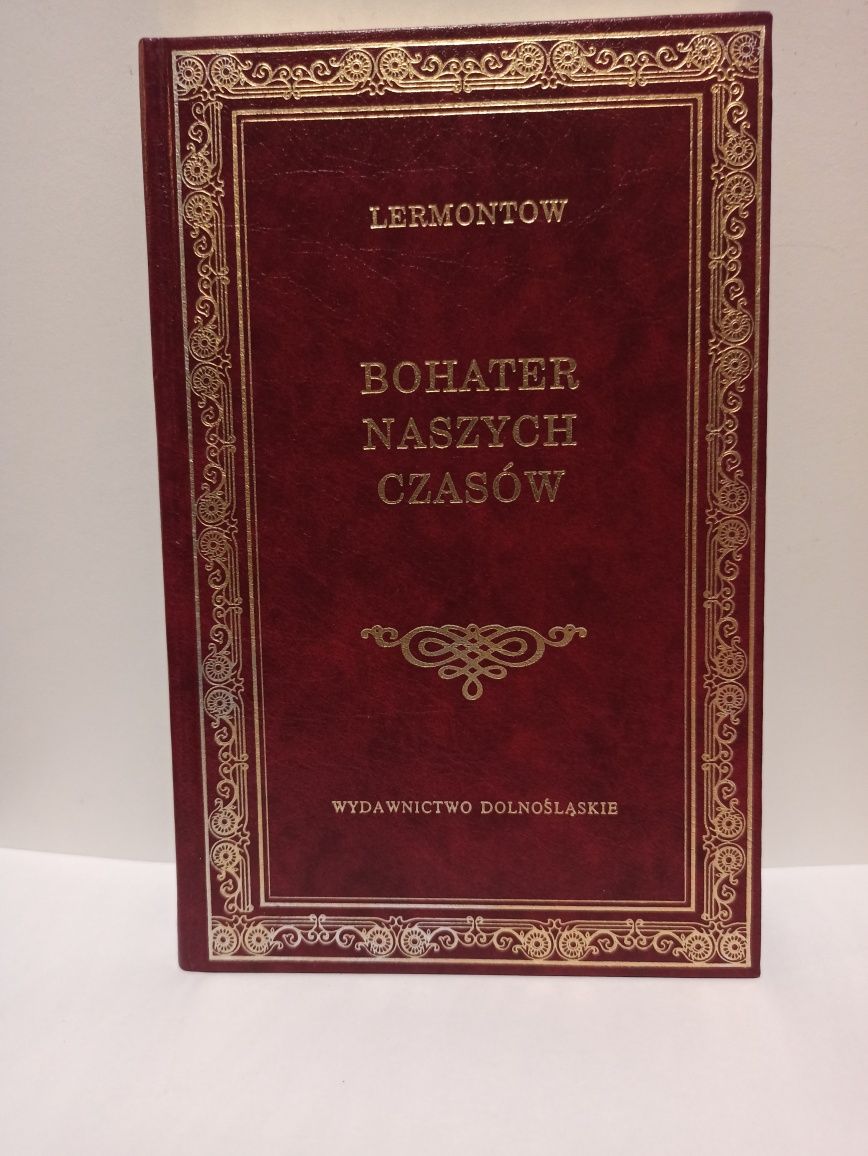 LERMONTOW
BOHATER
NASZYCH
CZASÓW
WYDAWNICTWO DOLNOŚLĄSKIE